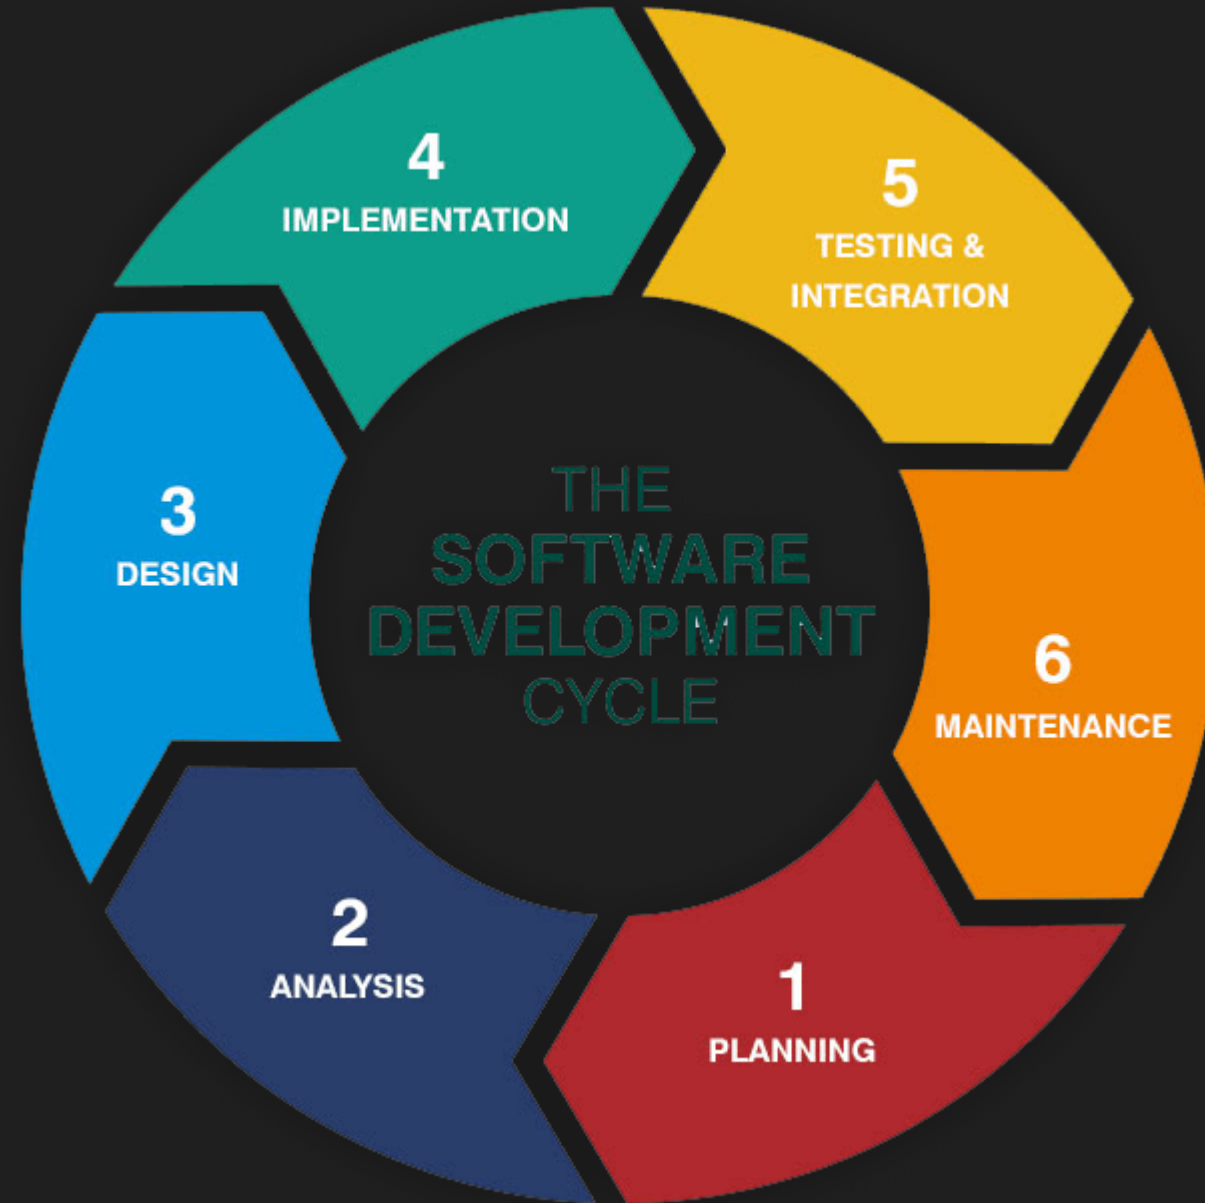 4
IMPLEMENTATION
5
TESTING &
INTEGRATION
3
DESIGN
THE
SOFTWARE
DEVELOPMENT
CYCLE
6
MAINTENANCE
2
ANALYSIS
1
PLANNING